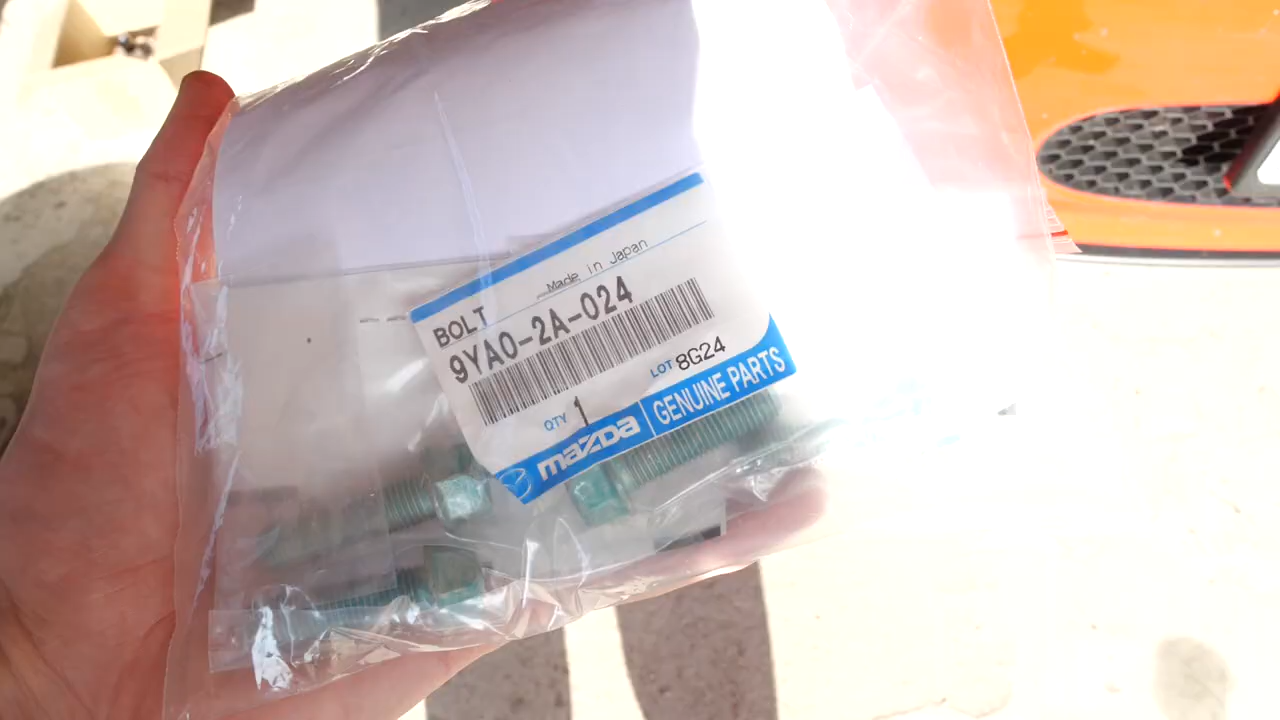 Made in Japan
BOLT
9YA0-2A-024
LOT 8G24
QTY 1
mazda GENUINE PARTS